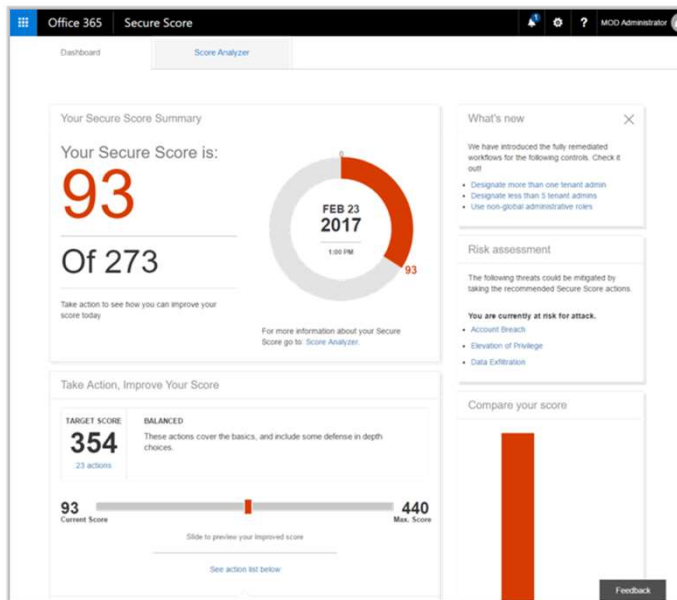 Office 365
Secure Score
1
?
MOD Administrator
Dashboard
Score Analyzer
Your Secure Score Summary
Your Secure Score is:
93
Of 273
Take action to see how you can improve your
score today
0
FEB 23
2017
1:00 PM
93
For more information about your Secure
Score go to: Score Analyzer.
What's new
We have introduced the fully remediated
workflows for the following controls. Check it
out!
• Designate more than one tenant admin
• Designate less than 5 tenant admins
• Use non-global administrative roles
Risk assessment
The following threats could be mitigated by
taking the recommended Secure Score actions.
You are currently at risk for attack.
• Account Breach
• Elevation of Privilege
• Data Exfiltration
Take Action, Improve Your Score
TARGET SCORE
354
23 actions
BALANCED
These actions cover the basics, and include some defense in depth
choices.
93
Current Score
440
Max. Score
Slide to preview your improved score
See action list below
Compare your score
Feedback